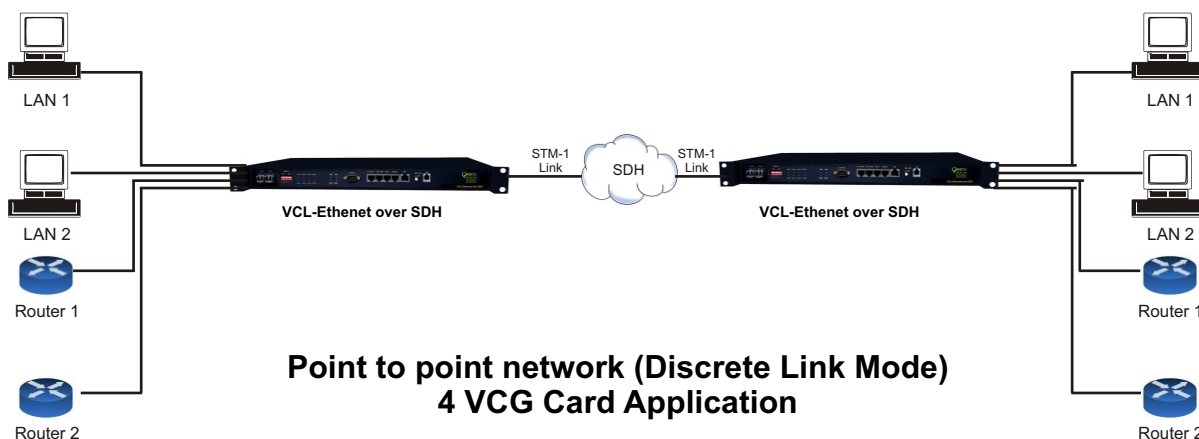 LAN 1
LAN 2
Router 1
Router 2
VCL-Ethenet over SDH
STM-1
Link
SDH
STM-1
Link
VCL-Ethenet over SDH
LAN 1
LAN 2
Router 1
Router 2
Point to point network (Discrete Link Mode)
4 VCG Card Application